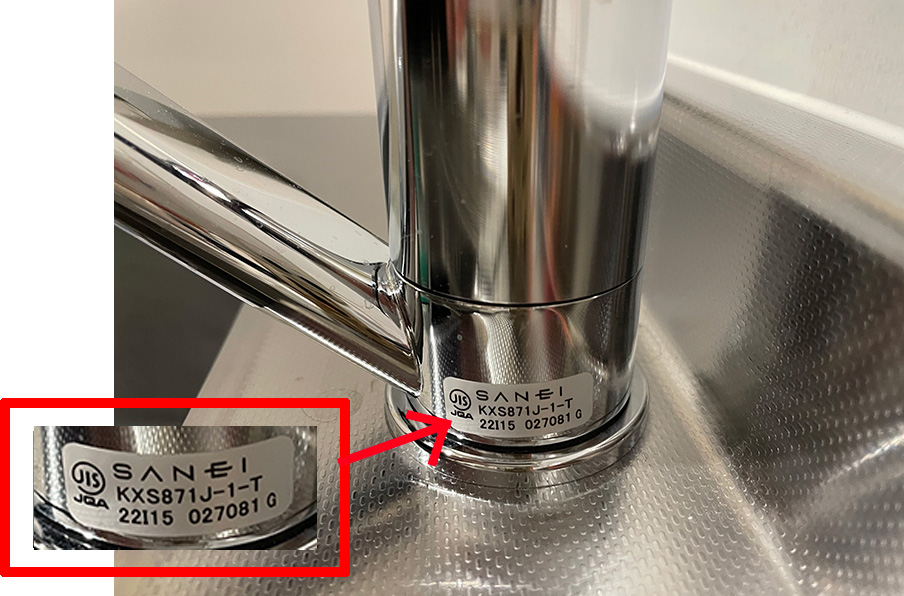 JIS SANEI
JQA KXS871J-1-T
22I15 027081 G
JIS SANEI
JQA KXS871J-1-T
22I15 027081 G